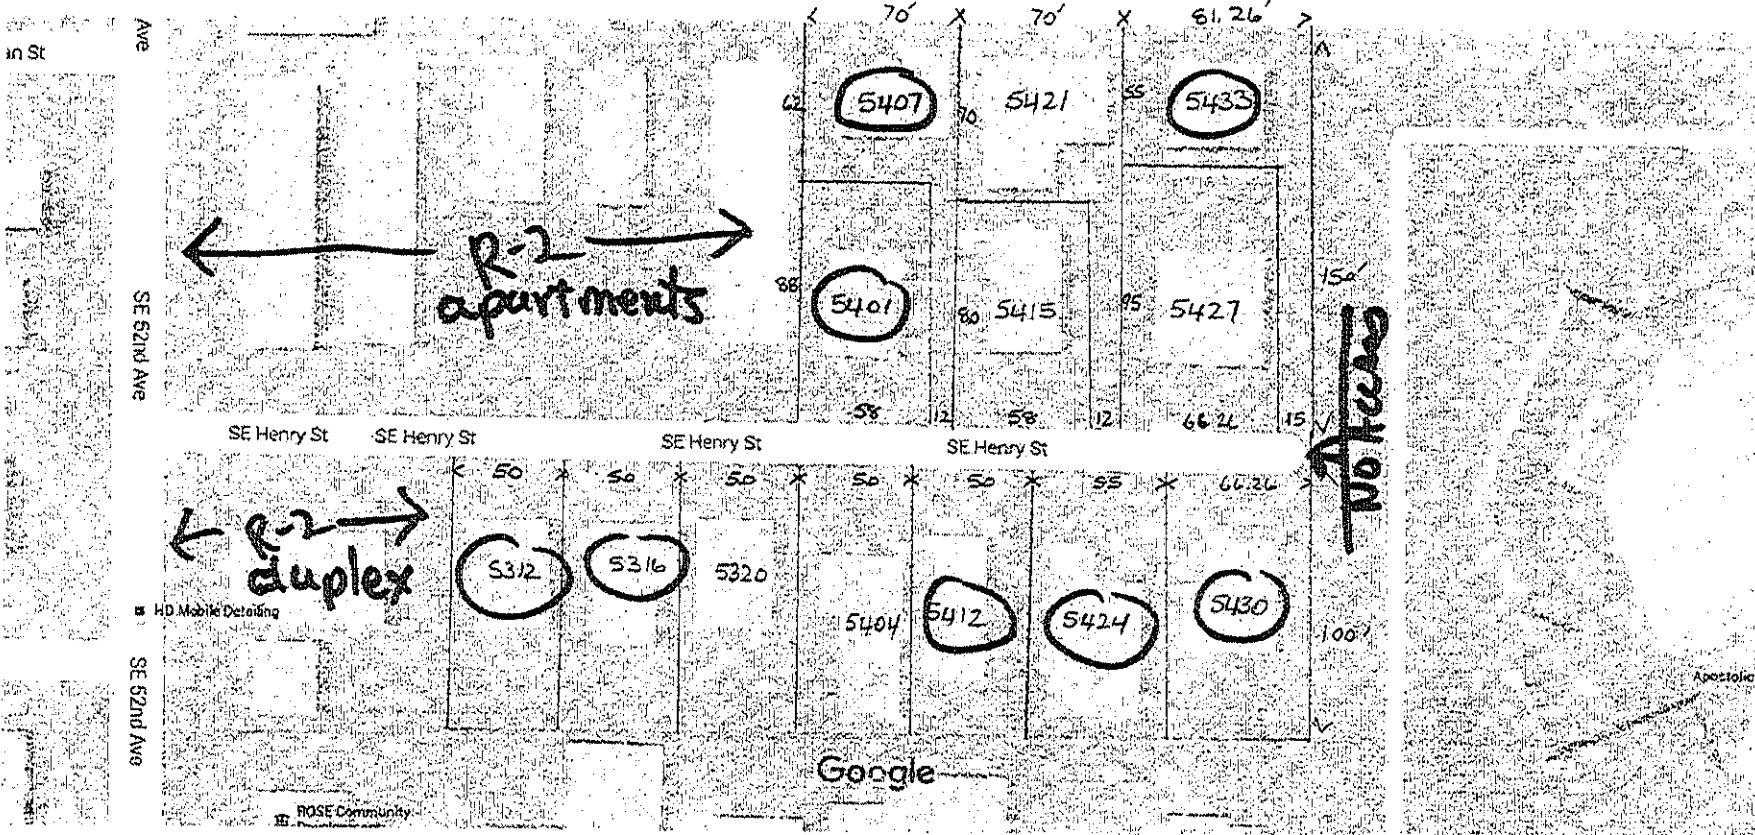 70' 70' 81.26'
Ave
an St
62 5407 70 5421 55 5433
R-2
apartments
88 5401 80 5415 95 5427 150'
SE 52nd Ave
No Access
58 12 58 12 66.26 15
SE Henry St SE Henry St SE Henry St SE Henry St
50 50 50 50 50 55 66.26
R-2
duplex
5312 5316 5320 5404 5412 5424 5430 100'
HD Mobile Detailing
SE 52nd Ave
Apostolic
Google
ROSE Community
Development